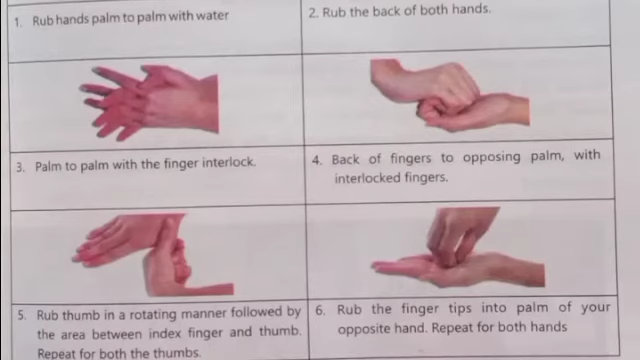 1. Rub hands palm to palm with water
2. Rub the back of both hands.
3. Palm to palm with the finger interlock.
4. Back of fingers to opposing palm, with
interlocked fingers.
5. Rub thumb in a rotating manner followed by
the area between index finger and thumb.
Repeat for both the thumbs.
6. Rub the finger tips into palm of your
opposite hand. Repeat for both hands